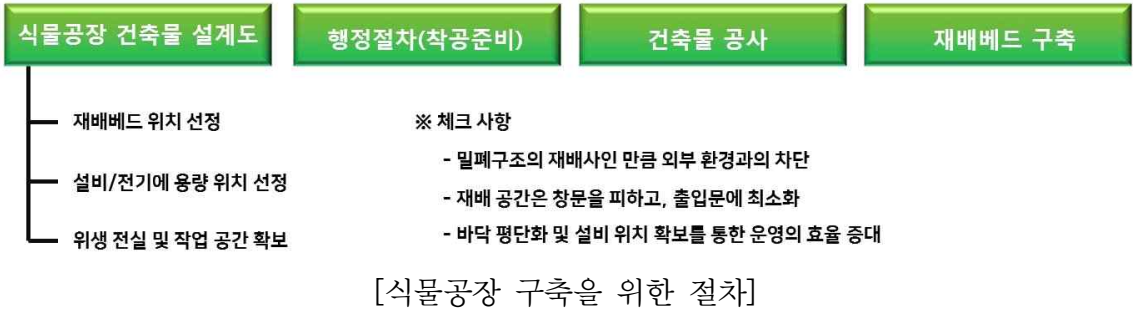 식물공장 건축물 설계도
행정절차(착공준비)
건축물 공사
재배베드 구축
재배베드 위치 선정
설비/전기에 용량 위치 선정
위생 전실 및 작업 공간 확보
※ 체크 사항
- 밀폐구조의 재배사인 만큼 외부 환경과의 차단
- 재배 공간은 창문을 피하고, 출입문에 최소화
- 바닥 평단화 및 설비 위치 확보를 통한 운영의 효율 증대
[식물공장 구축을 위한 절차]